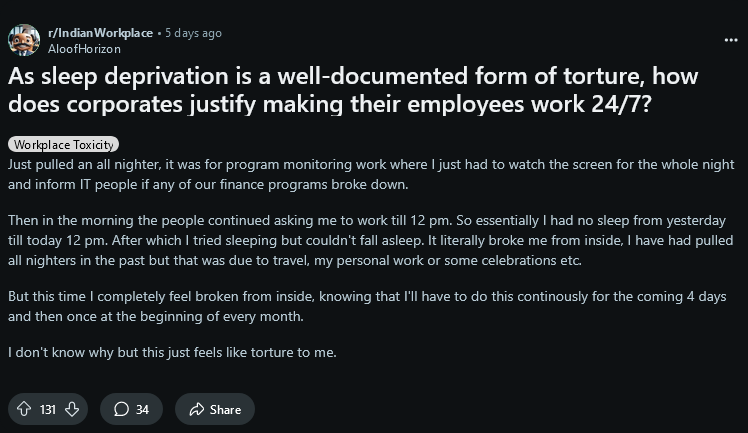 r/IndianWorkplace • 5 days ago
AloofHorizon
As sleep deprivation is a well-documented form of torture, how
does corporates justify making their employees work 24/7?
Workplace Toxicity
Just pulled an all nighter, it was for program monitoring work where I just had to watch the screen for the whole night
and inform IT people if any of our finance programs broke down.
Then in the morning the people continued asking me to work till 12 pm. So essentially I had no sleep from yesterday
till today 12 pm. After which I tried sleeping but couldn't fall asleep. It literally broke me from inside, I have had pulled
all nighters in the past but that was due to travel, my personal work or some celebrations etc.
But this time I completely feel broken from inside, knowing that I'll have to do this continously for the coming 4 days
and then once at the beginning of every month.
I don't know why but this just feels like torture to me.
131
34
Share